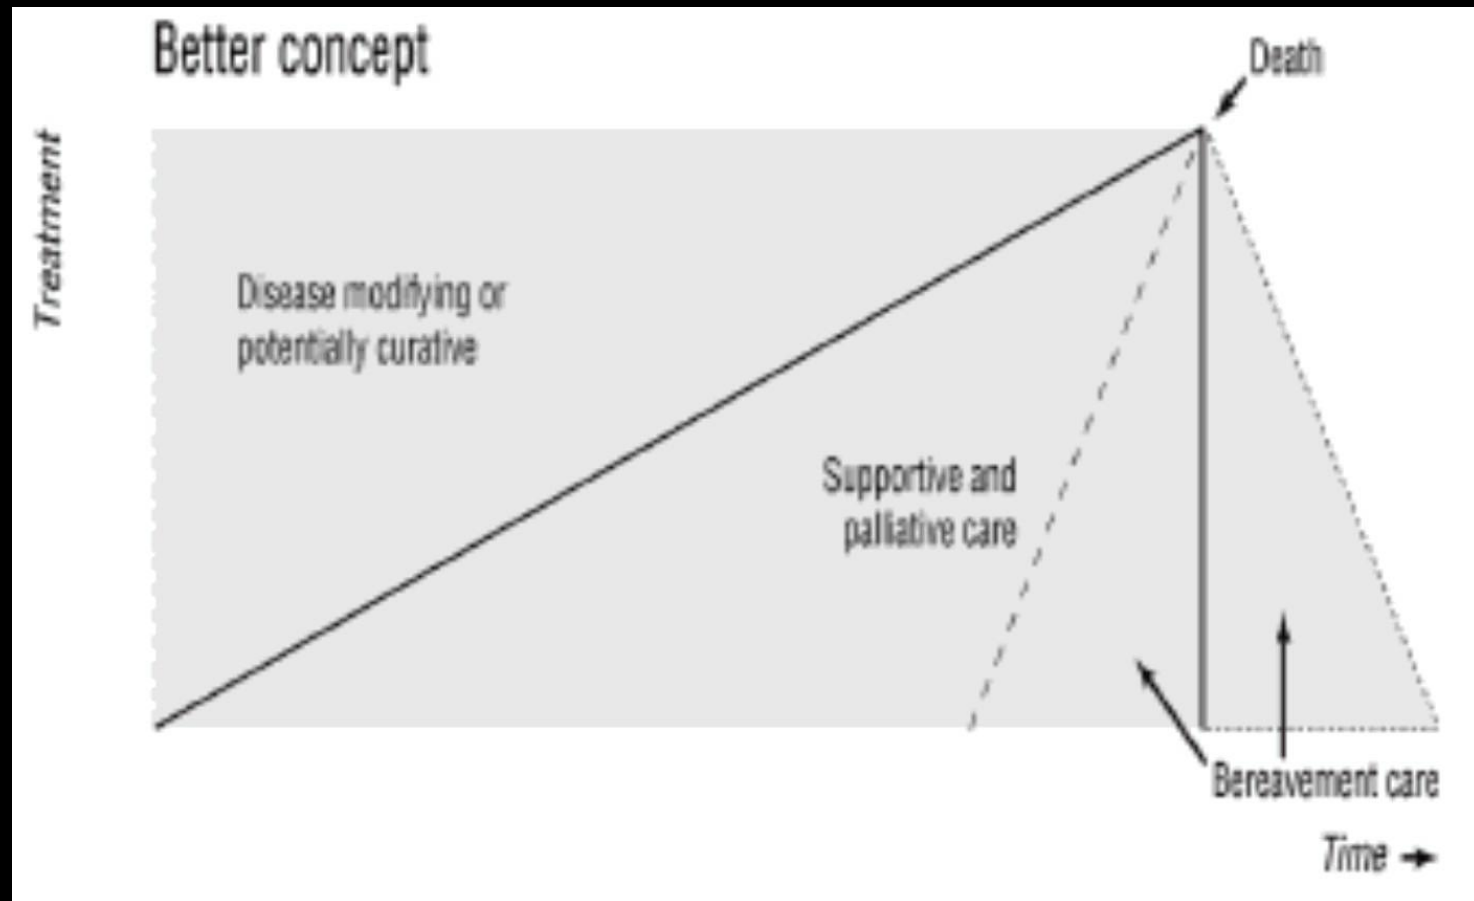 Better concept
Death
Treatment
Disease modifying or
potentially curative
Supportive and
palliative care
Bereavement care
Time